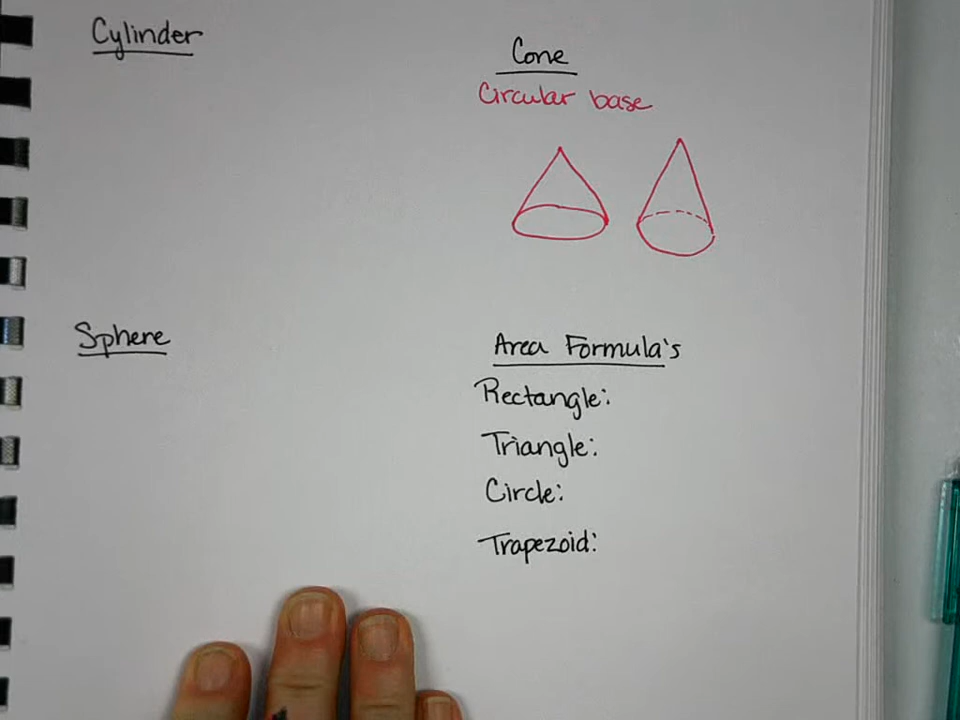 Cylinder
Cone
Circular base
Sphere
Area Formula's
Rectangle:
Triangle:
Circle:
Trapezoid: